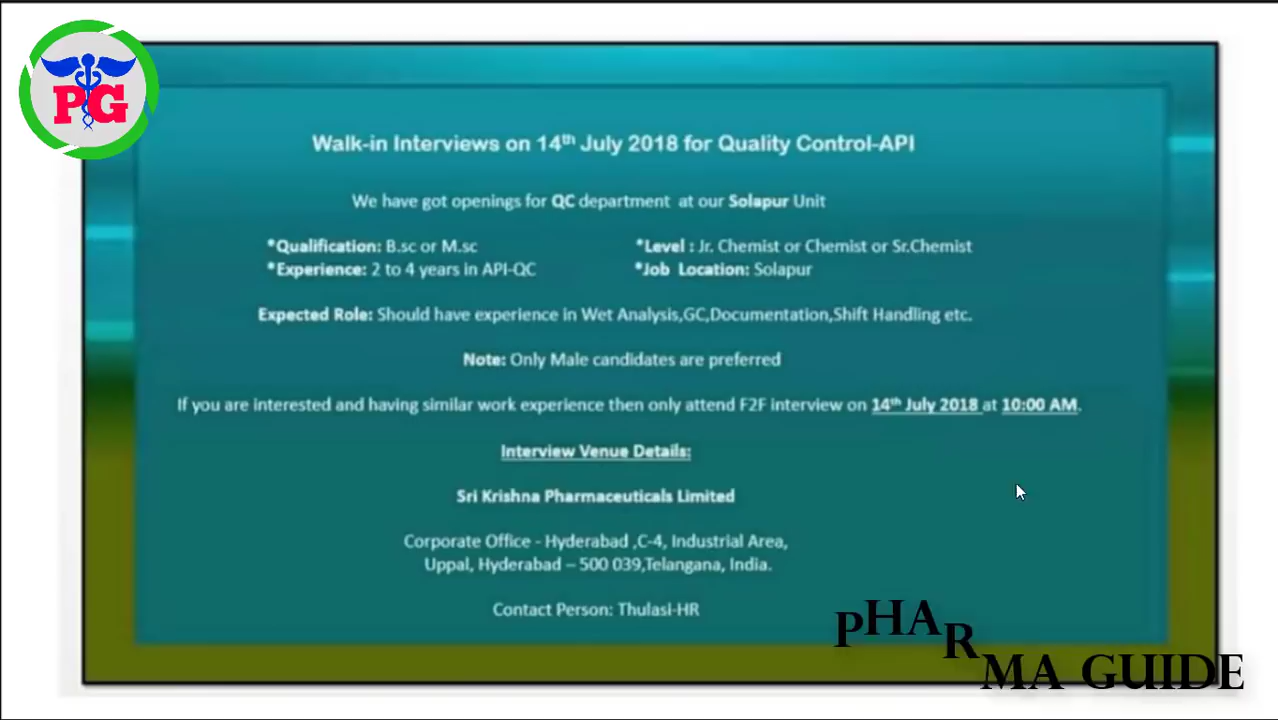 PG
Walk-in Interviews on 14th July 2018 for Quality Control-API
We have got openings for QC department at our Solapur Unit
*Qualification: B.sc or M.sc
*Level : Jr. Chemist or Chemist or Sr.Chemist
*Experience: 2 to 4 years in API-QC
*Job Location: Solapur
Expected Role: Should have experience in Wet Analysis,GC,Documentation,Shift Handling etc.
Note: Only Male candidates are preferred
If you are interested and having similar work experience then only attend F2F interview on 14th July 2018 at 10:00 AM.
Interview Venue Details:
Sri Krishna Pharmaceuticals Limited
Corporate Office - Hyderabad ,C-4, Industrial Area,
Uppal, Hyderabad – 500 039,Telangana, India.
Contact Person: Thulasi-HR
PHARMA GUIDE